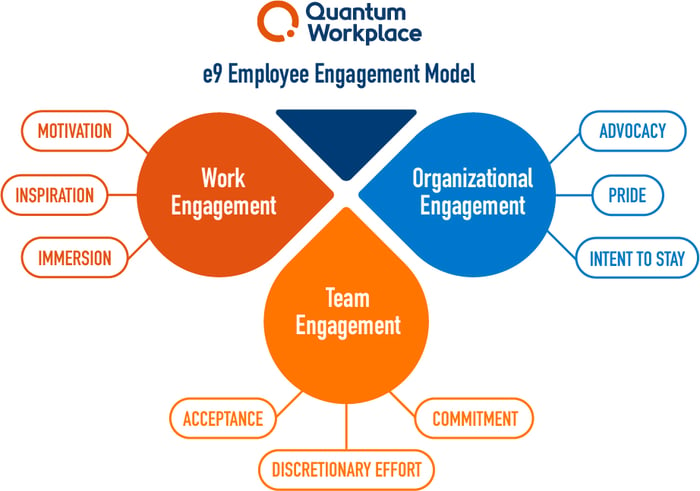 Quantum
Workplace
e9 Employee Engagement Model
MOTIVATION
INSPIRATION
IMMERSION
Work
Engagement
Organizational
Engagement
ADVOCACY
PRIDE
INTENT TO STAY
Team
Engagement
ACCEPTANCE
COMMITMENT
DISCRETIONARY EFFORT